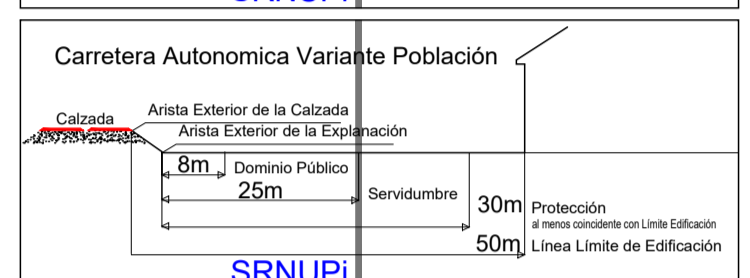 SRNUPi
Carretera Autonomica Variante Población
Calzada
Arista Exterior de la Calzada
Arista Exterior de la Explanación
8m Dominio Público
25m Servidumbre
30m Protección
al menos coincidente con Límite Edificación
50m Línea Límite de Edificación
SRNUPi